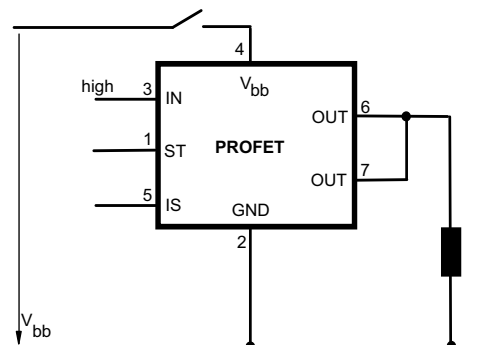 4
V bb
high 3 IN
OUT 6
1 ST
PROFET
OUT 7
5 IS
GND
2
V bb